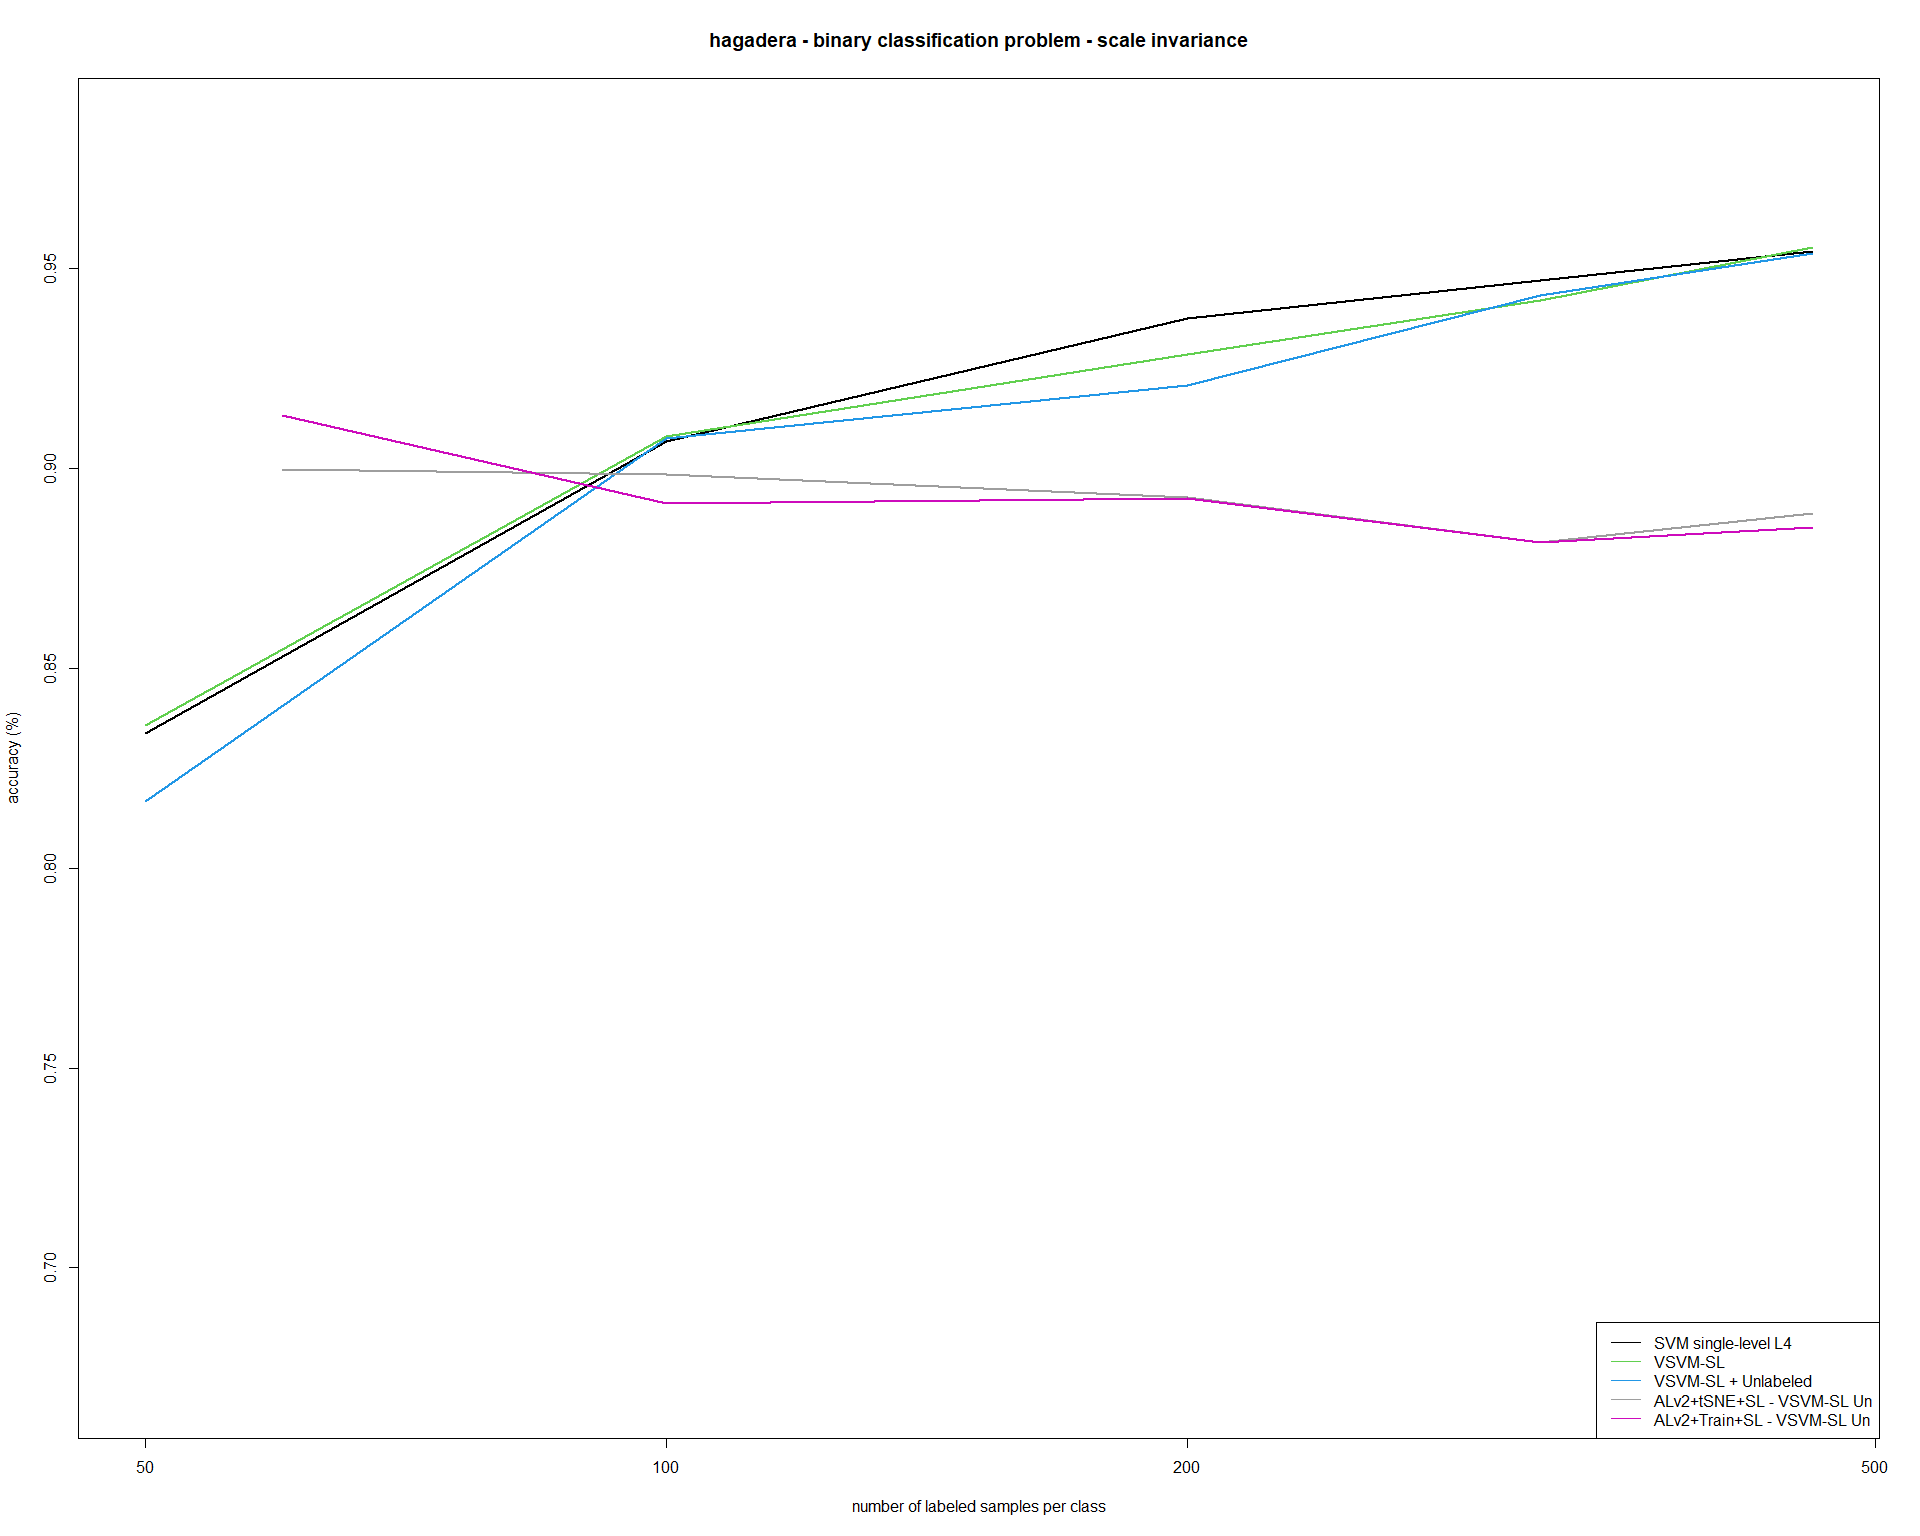 hagadera - binary classification problem - scale invariance
accuracy (%)
0.95
0.90
0.85
0.80
0.75
0.70
50 100 200 500
number of labeled samples per class
SVM single-level L4
VSVM-SL
VSVM-SL + Unlabeled
ALv2+tSNE+SL - VSVM-SL Un
ALv2+Train+SL - VSVM-SL Un